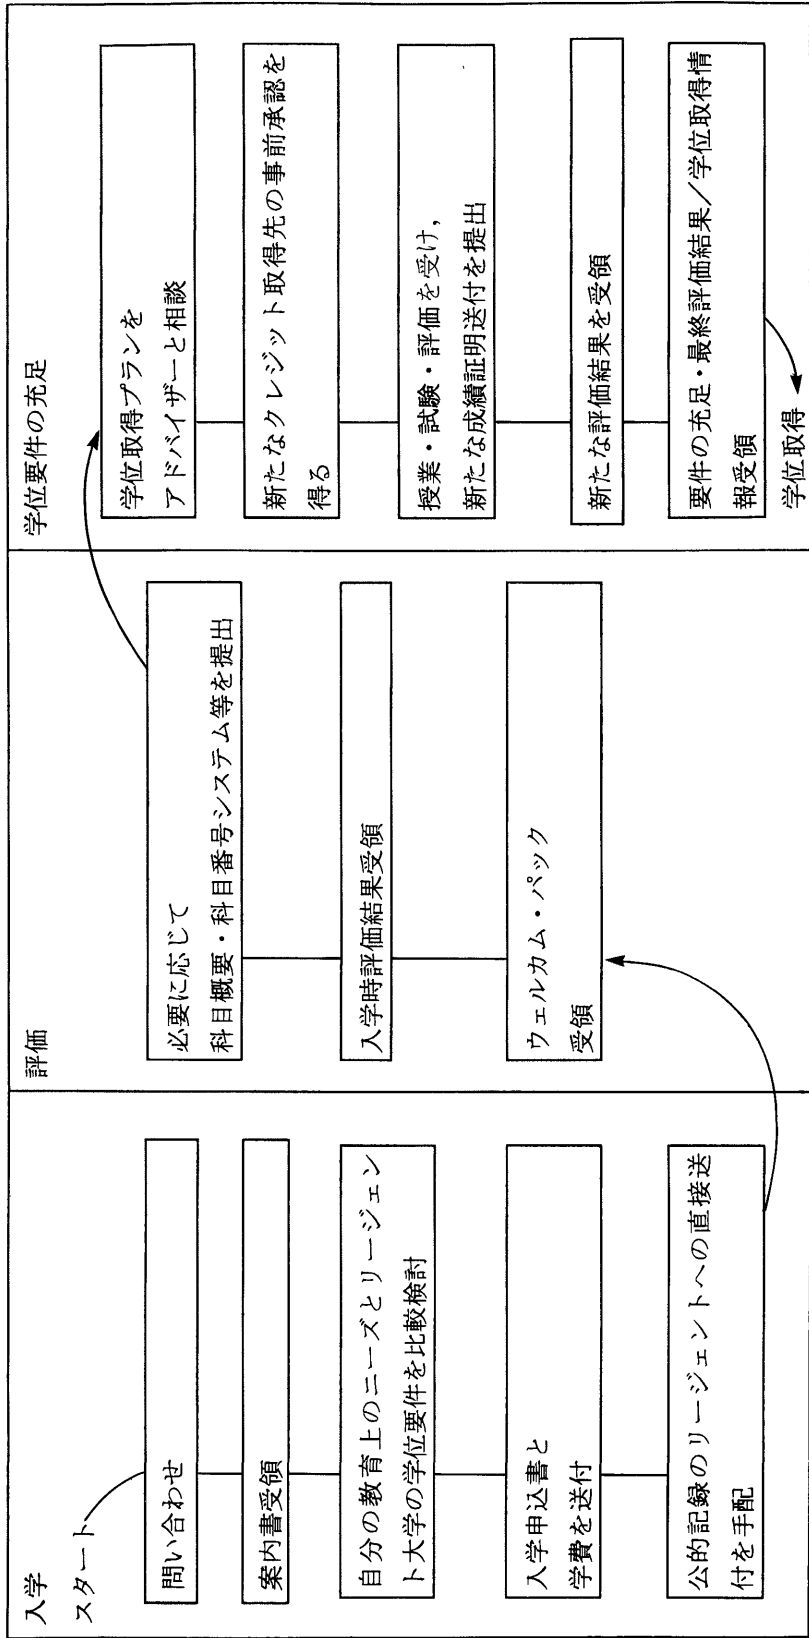 入学
スタート
問い合わせ
案内書受領
自分の教育上のニーズとリージェン
ト大学の学位要件を比較検討
入学申込書と
学費を送付
公的記録のリージェントへの直接送
付を手配
評価
必要に応じて
科目概要・科目番号システム等を提出
入学時評価結果受領
ウェルカム・パック
受領
学位要件の充足
学位取得プランを
アドバイザーと相談
新たなクレジット取得先の事前承認を
得る
授業・試験・評価を受け，
新たな成績証明送付を提出
新たな評価結果を受領
要件の充足・最終評価結果／学位取得情
報受領
学位取得